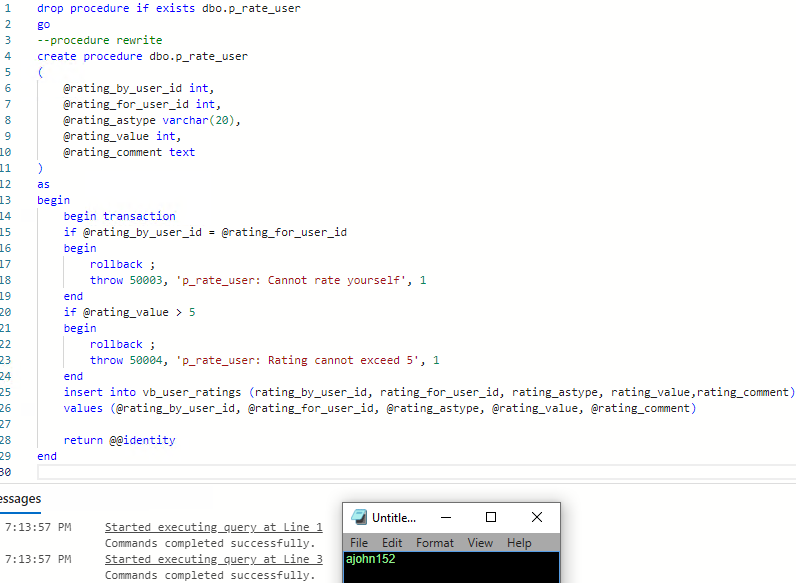 1 drop procedure if exists dbo.p_rate_user
2 go
3 --procedure rewrite
4 create procedure dbo.p_rate_user
5 (
6 @rating_by_user_id int,
7 @rating_for_user_id int,
8 @rating_astype varchar(20),
9 @rating_value int,
10 @rating_comment text
11 )
12 as
13 begin
14 begin transaction
15 if @rating_by_user_id = @rating_for_user_id
16 begin
17 rollback ;
18 throw 50003, 'p_rate_user: Cannot rate yourself', 1
19 end
20 if @rating_value > 5
21 begin
22 rollback ;
23 throw 50004, 'p_rate_user: Rating cannot exceed 5', 1
24 end
25 insert into vb_user_ratings (rating_by_user_id, rating_for_user_id, rating_astype, rating_value,rating_comment)
26 values (@rating_by_user_id, @rating_for_user_id, @rating_astype, @rating_value, @rating_comment)
27
28 return @@identity
29 end
30
essages
7:13:57 PM Started executing query at Line 1
Commands completed successfully.
7:13:57 PM Started executing query at Line 3
Commands completed successfully.
Untitle...
File Edit Format View Help
ajohn152